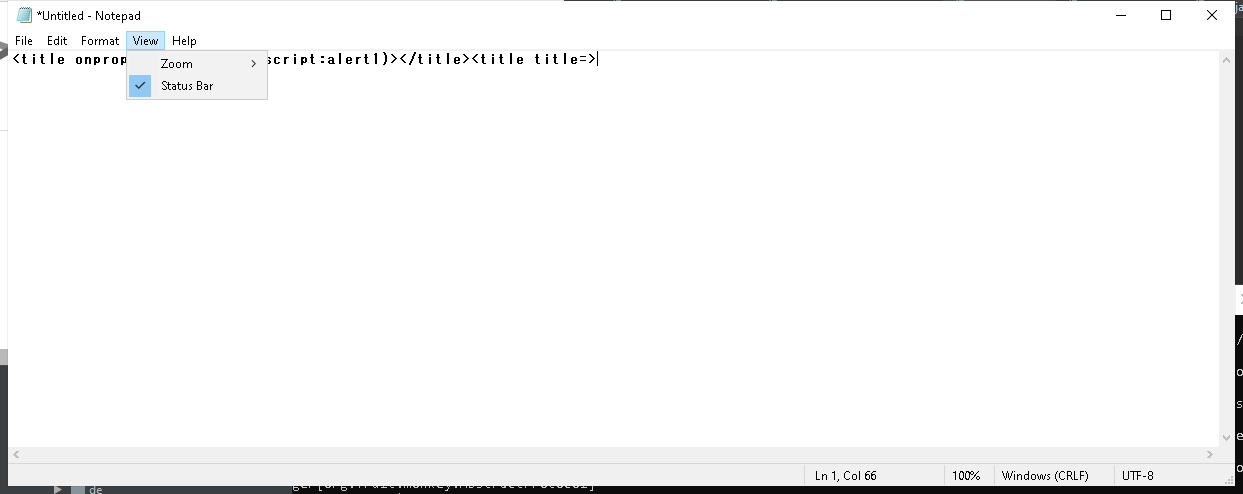 *Untitled - Notepad
File Edit Format View Help
<title onprop script:alert1)></title><title title=>
Zoom
Status Bar
Ln 1, Col 66 100% Windows (CRLF) UTF-8
de